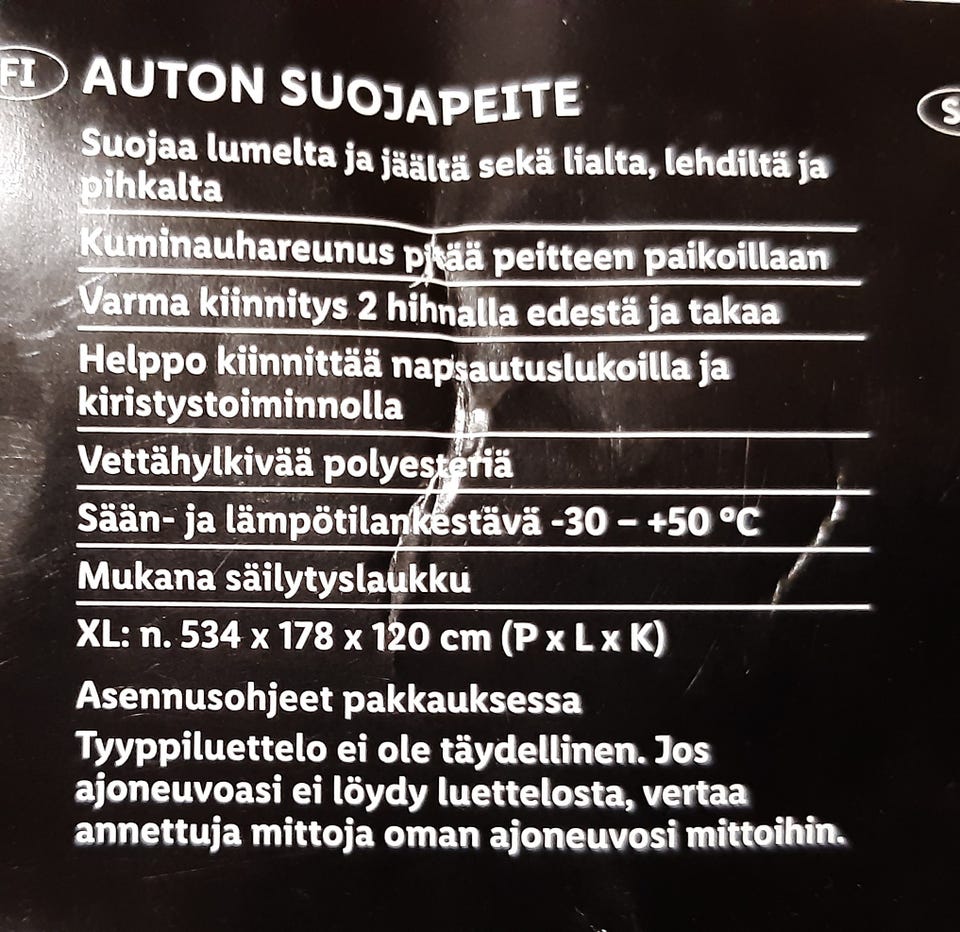 FI AUTON SUOJAPEITE
Suojaa lumelta ja jäältä sekä lialta, lehdiltä ja
pihkalta
Kuminauhareunus pitää peitteen paikoillaan
Varma kiinnitys 2 hihnalla edestä ja takaa
Helppo kiinnittää napsautuslukoilla ja
kiristystoiminnolla
Vettähylkivää polyesteriä
Sään- ja lämpötilankestävä -30 – +50 °C
Mukana säilytyslaukku
XL: n. 534 x 178 x 120 cm (P x L x K)
Asennusohjeet pakkauksessa
Tyyppiluettelo ei ole täydellinen. Jos
ajoneuvoasi ei löydy luettelosta, vertaa
annettuja mittoja oman ajoneuvosi mittoihin.